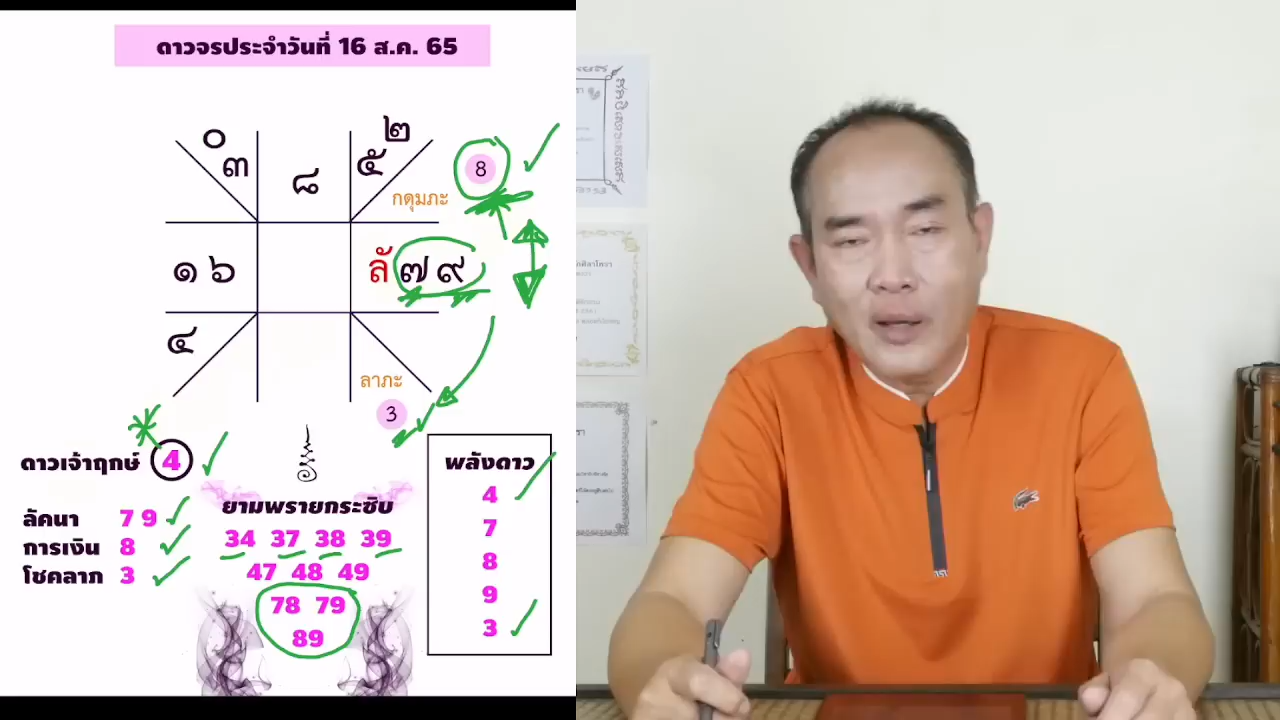 ดาวจรประจำวันที่ 16 ส.ค. 65
๐ ๒
๓ ๘ ๕ 8
กดุมภะ
๑ ๖ ลั ๗ ๙
๔
ลาภะ
3
ดาวเจ้าฤกษ์ 4
ลัคนา 7 9
การเงิน 8
โชคลาภ 3
ยามพรายกระซิบ
34 37 38 39
47 48 49
78 79
89
พลังดาว
4
7
8
9
3